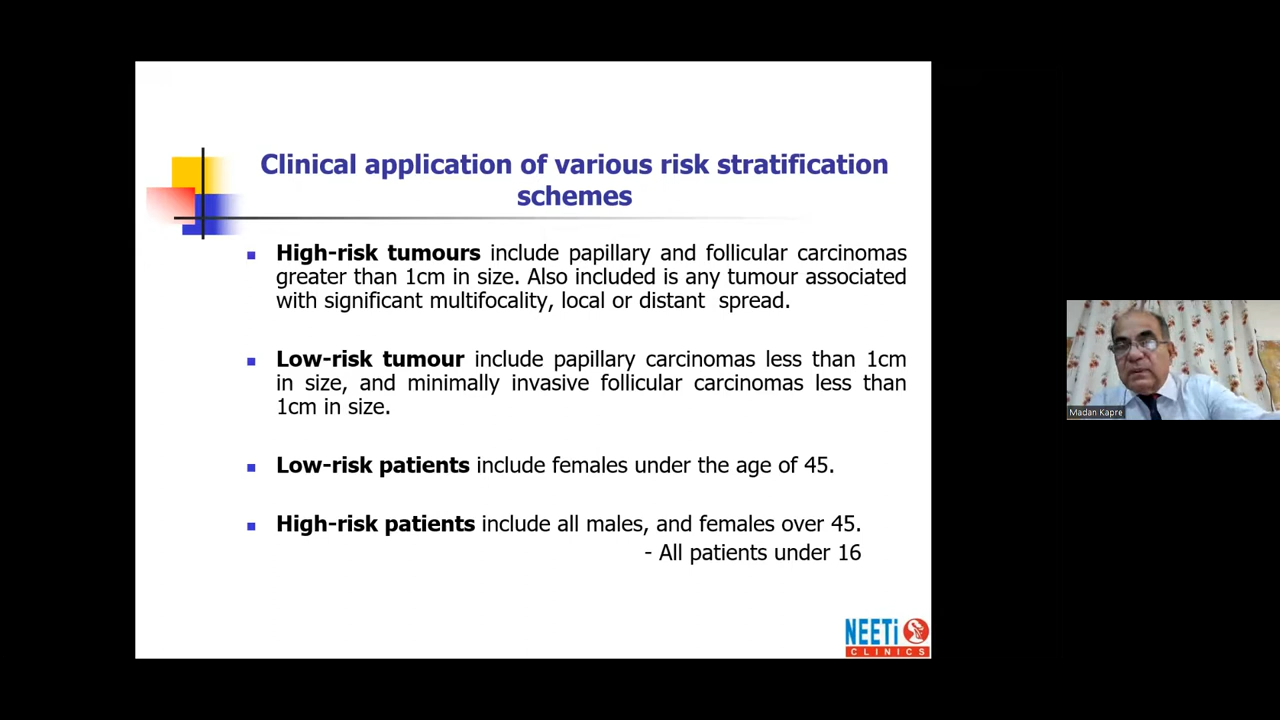 Clinical application of various risk stratification
schemes
High-risk tumours include papillary and follicular carcinomas
greater than 1cm in size. Also included is any tumour associated
with significant multifocality, local or distant spread.
Low-risk tumour include papillary carcinomas less than 1cm
in size, and minimally invasive follicular carcinomas less than
1cm in size.
Low-risk patients include females under the age of 45.
High-risk patients include all males, and females over 45.
- All patients under 16
NEETi
CLINICS
Madan Kapre